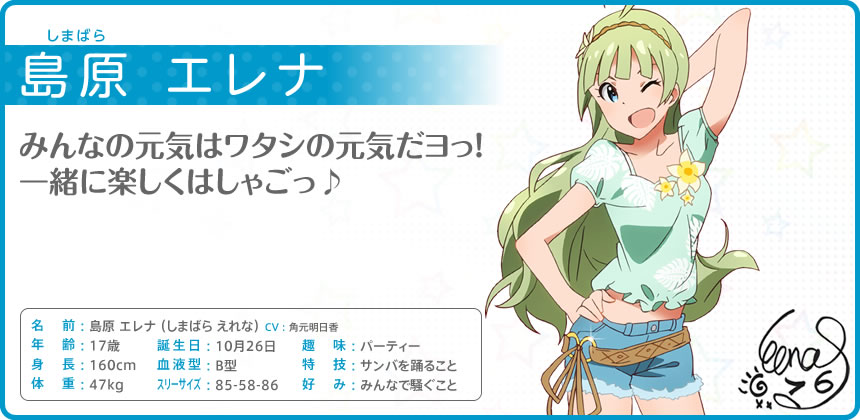 しまばら
島原 エレナ
みんなの元気はワタシの元気だヨっ!
一緒に楽しくはしゃごっ♪
名 前 : 島原 エレナ (しまばら えれな) CV : 角元明日香
年 齢 : 17歳 誕生日 : 10月26日 趣 味 : パーティー
身 長 : 160cm 血液型 : B型 特 技 : サンバを踊ること
体 重 : 47kg スリーサイズ : 85-58-86 好 み : みんなで騒ぐこと